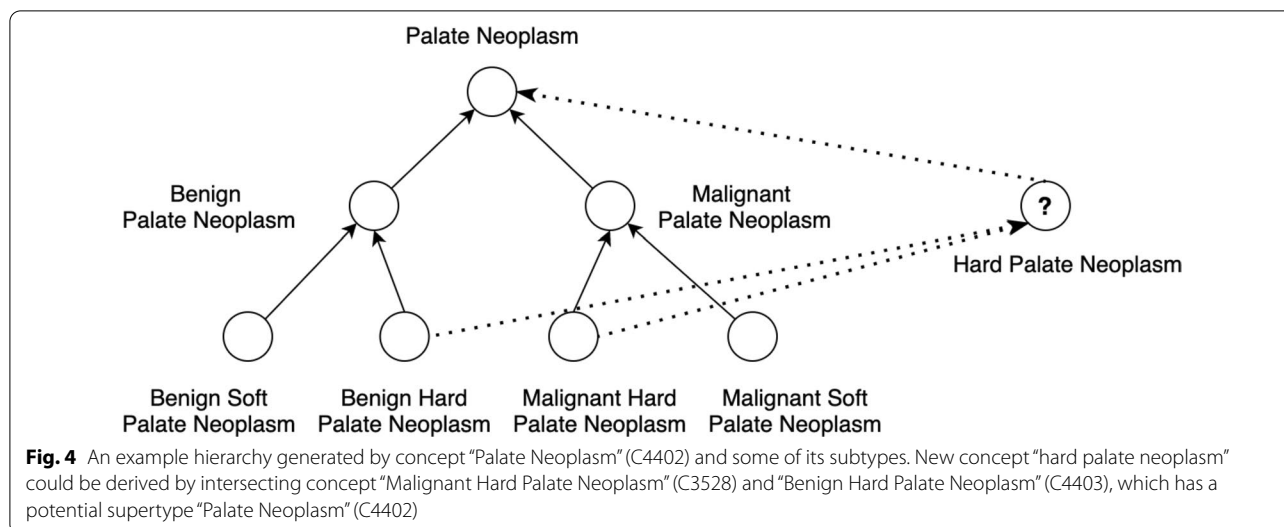 Palate Neoplasm
Benign
Palate Neoplasm
Malignant
Palate Neoplasm
?
Hard Palate Neoplasm
Benign Soft
Palate Neoplasm
Benign Hard
Palate Neoplasm
Malignant Hard
Palate Neoplasm
Malignant Soft
Palate Neoplasm
Fig. 4 An example hierarchy generated by concept “Palate Neoplasm” (C4402) and some of its subtypes. New concept “hard palate neoplasm”
could be derived by intersecting concept “Malignant Hard Palate Neoplasm” (C3528) and “Benign Hard Palate Neoplasm” (C4403), which has a
potential supertype “Palate Neoplasm” (C4402)